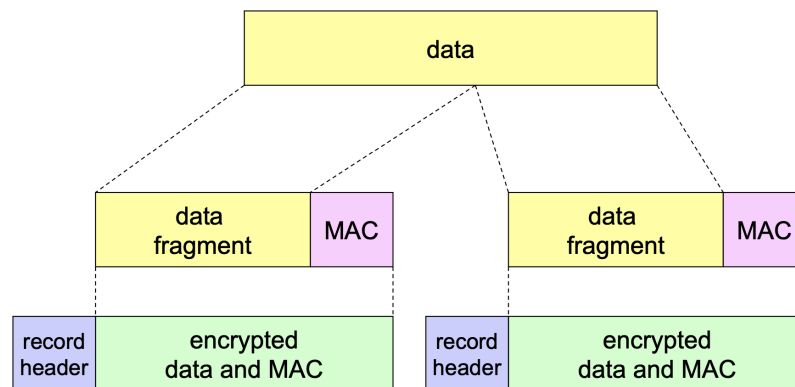 data
data
fragment
MAC
data
fragment
MAC
record
header
encrypted
data and MAC
record
header
encrypted
data and MAC